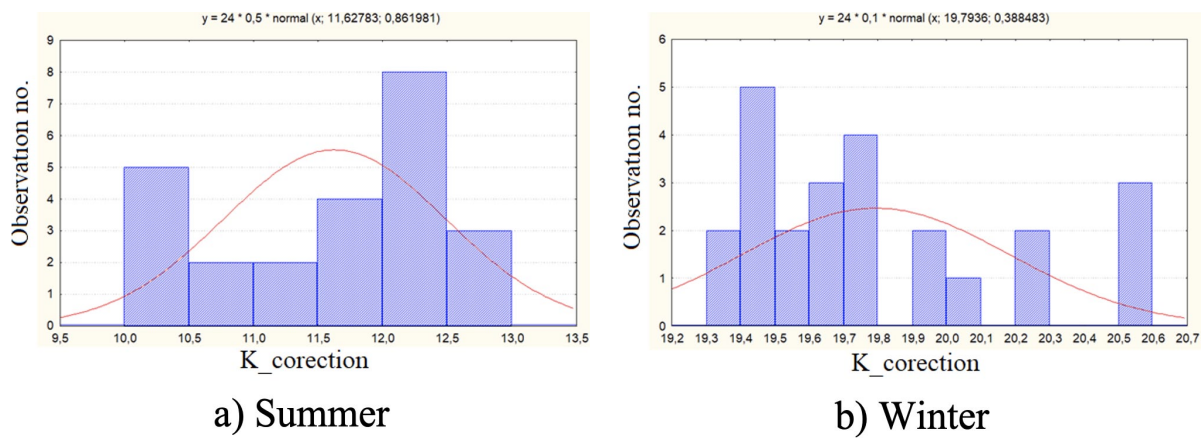 y = 24 * 0,5 * normal (x; 11,62783; 0,861981)
9
8
7
6
5
4
3
2
1
0
Observation no.
9,5 10,0 10,5 11,0 11,5 12,0 12,5 13,0 13,5
K_corection
a) Summer
y = 24 * 0,1 * normal (x; 19,7936; 0,388483)
6
5
4
3
2
1
0
Observation no.
19,2 19,3 19,4 19,5 19,6 19,7 19,8 19,9 20,0 20,1 20,2 20,3 20,4 20,5 20,6 20,7
K_corection
b) Winter